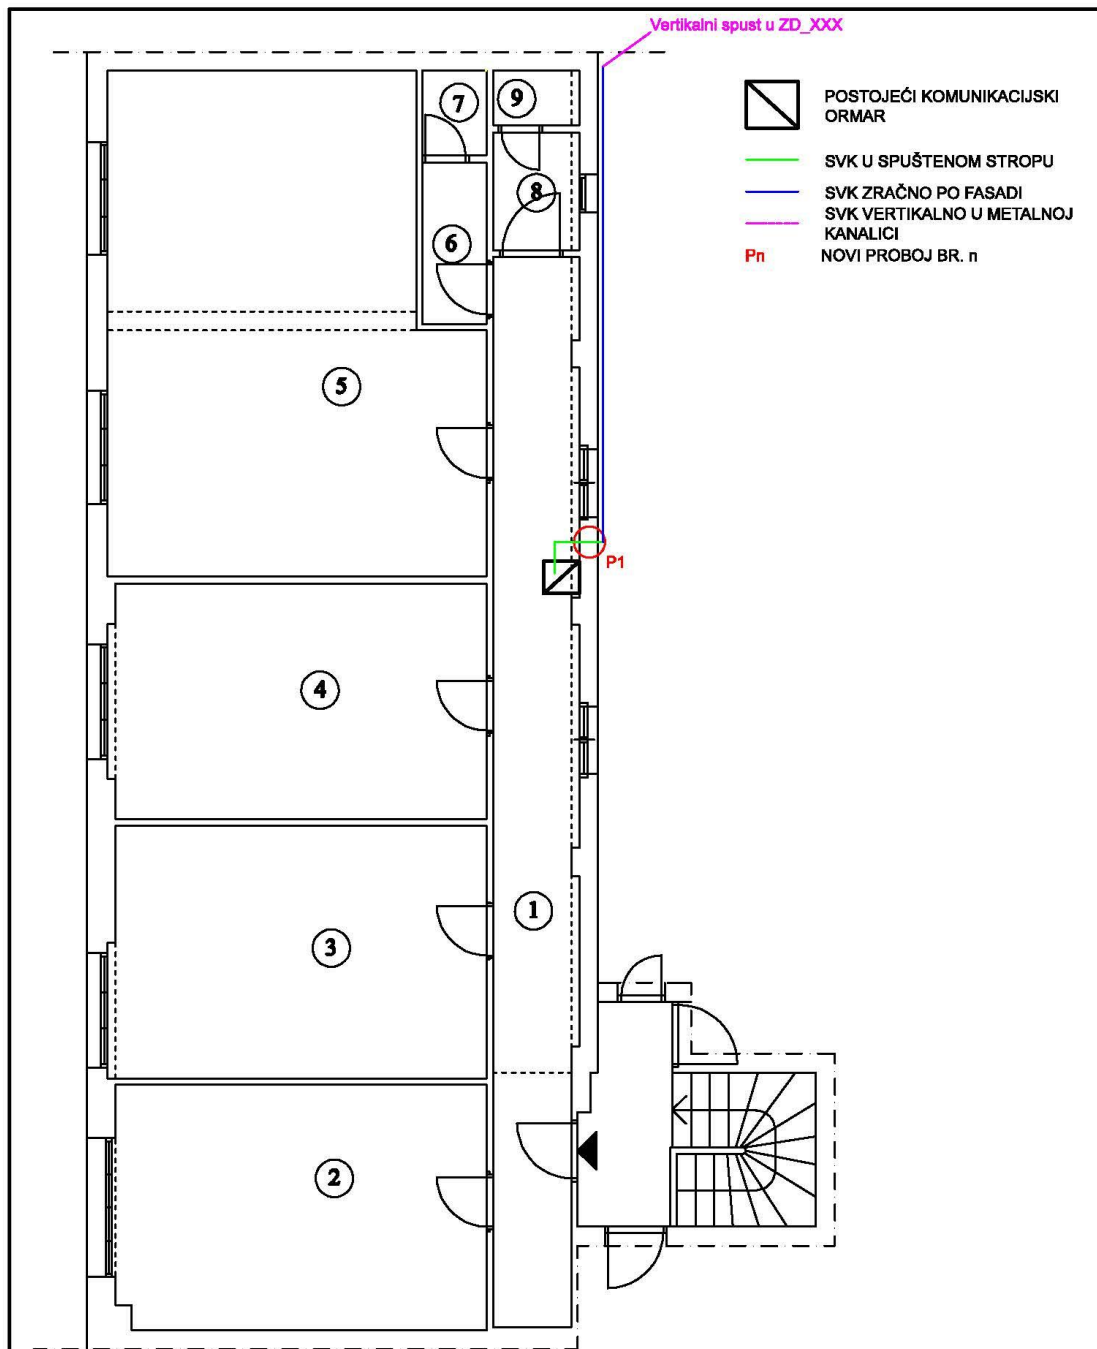 Vertikalni spust u ZD_XXX
POSTOJEĆI KOMUNIKACIJSKI
ORMAR
SVK U SPUŠTENOM STROPU
SVK ZRAČNO PO FASADI
SVK VERTIKALNO U METALNOJ
KANALICI
Pn NOVI PROBOJ BR. n
7
9
8
6
5
P1
4
1
3
2